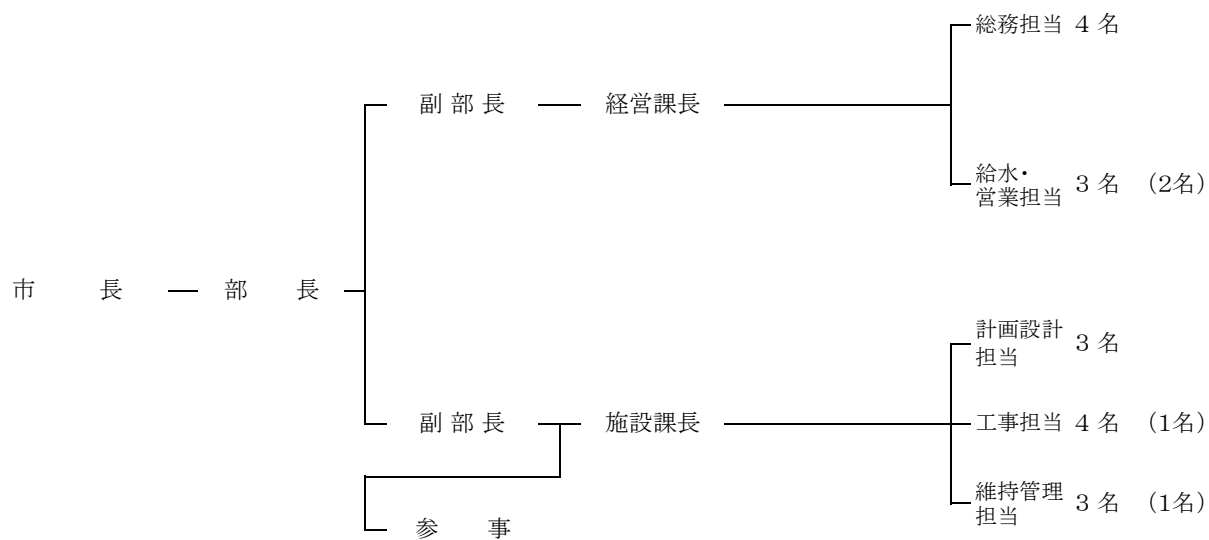 総務担当 4 名
副 部 長 経営課長
給水・
営業担当 3 名 (2名)
市 長 部 長
計画設計
担当 3 名
副 部 長 施設課長 工事担当 4 名 (1名)
維持管理
担当 3 名 (1名)
参 事